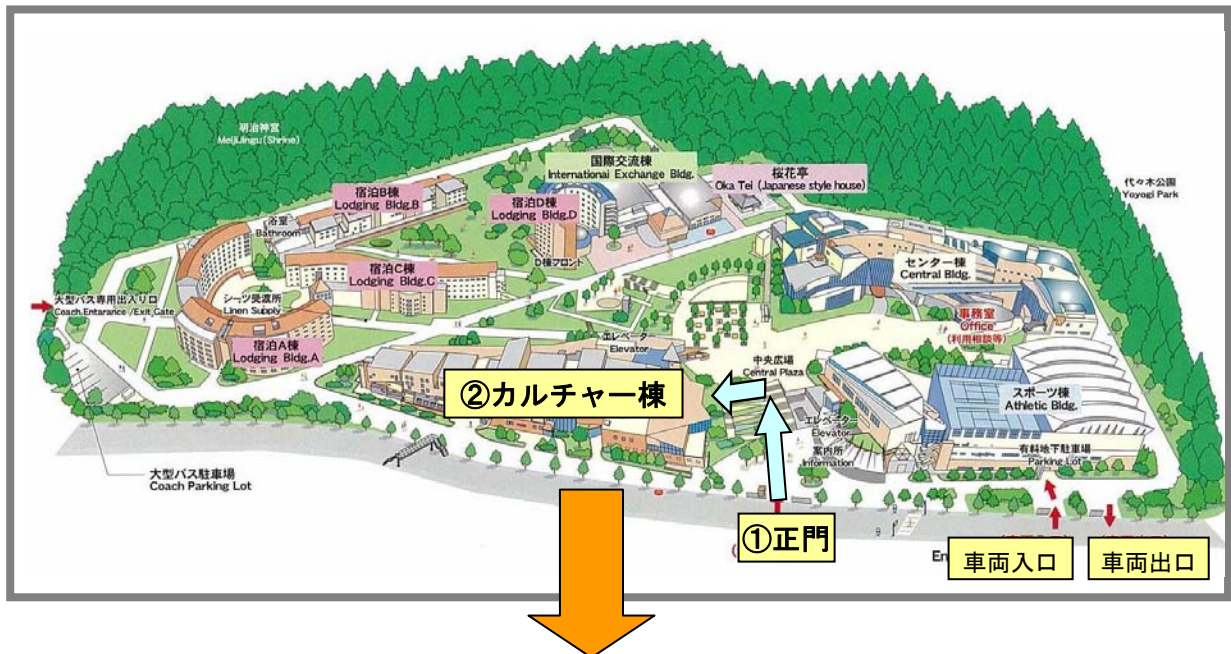 明治神宮
MeijiJingu(Shrine)
国際交流棟
International Exchange Bldg.
桜花亭
Oka Tei (Japanese style house)
代々木公園
Yoyogi Park
宿泊B棟
Lodging Bldg.B
宿泊D棟
Lodging Bldg.D
浴室
Bathroom
D棟フロント
センター棟
Central Bldg.
宿泊C棟
Lodging Bldg.C
大型バス専用出入り口
Coach Entarance/Exit Gate
シーツ受渡所
Linen Supply
事務室
Office
(利用相談等)
宿泊A棟
Lodging Bldg.A
エレベーター
Elevator
中央広場
Central Plaza
スポーツ棟
Athletic Bldg.
②カルチャー棟
エレベーター
Elevator
案内所
Information
有料地下駐車場
Parking Lot
大型バス駐車場
Coach Parking Lot
①正門
En
車両入口
車両出口